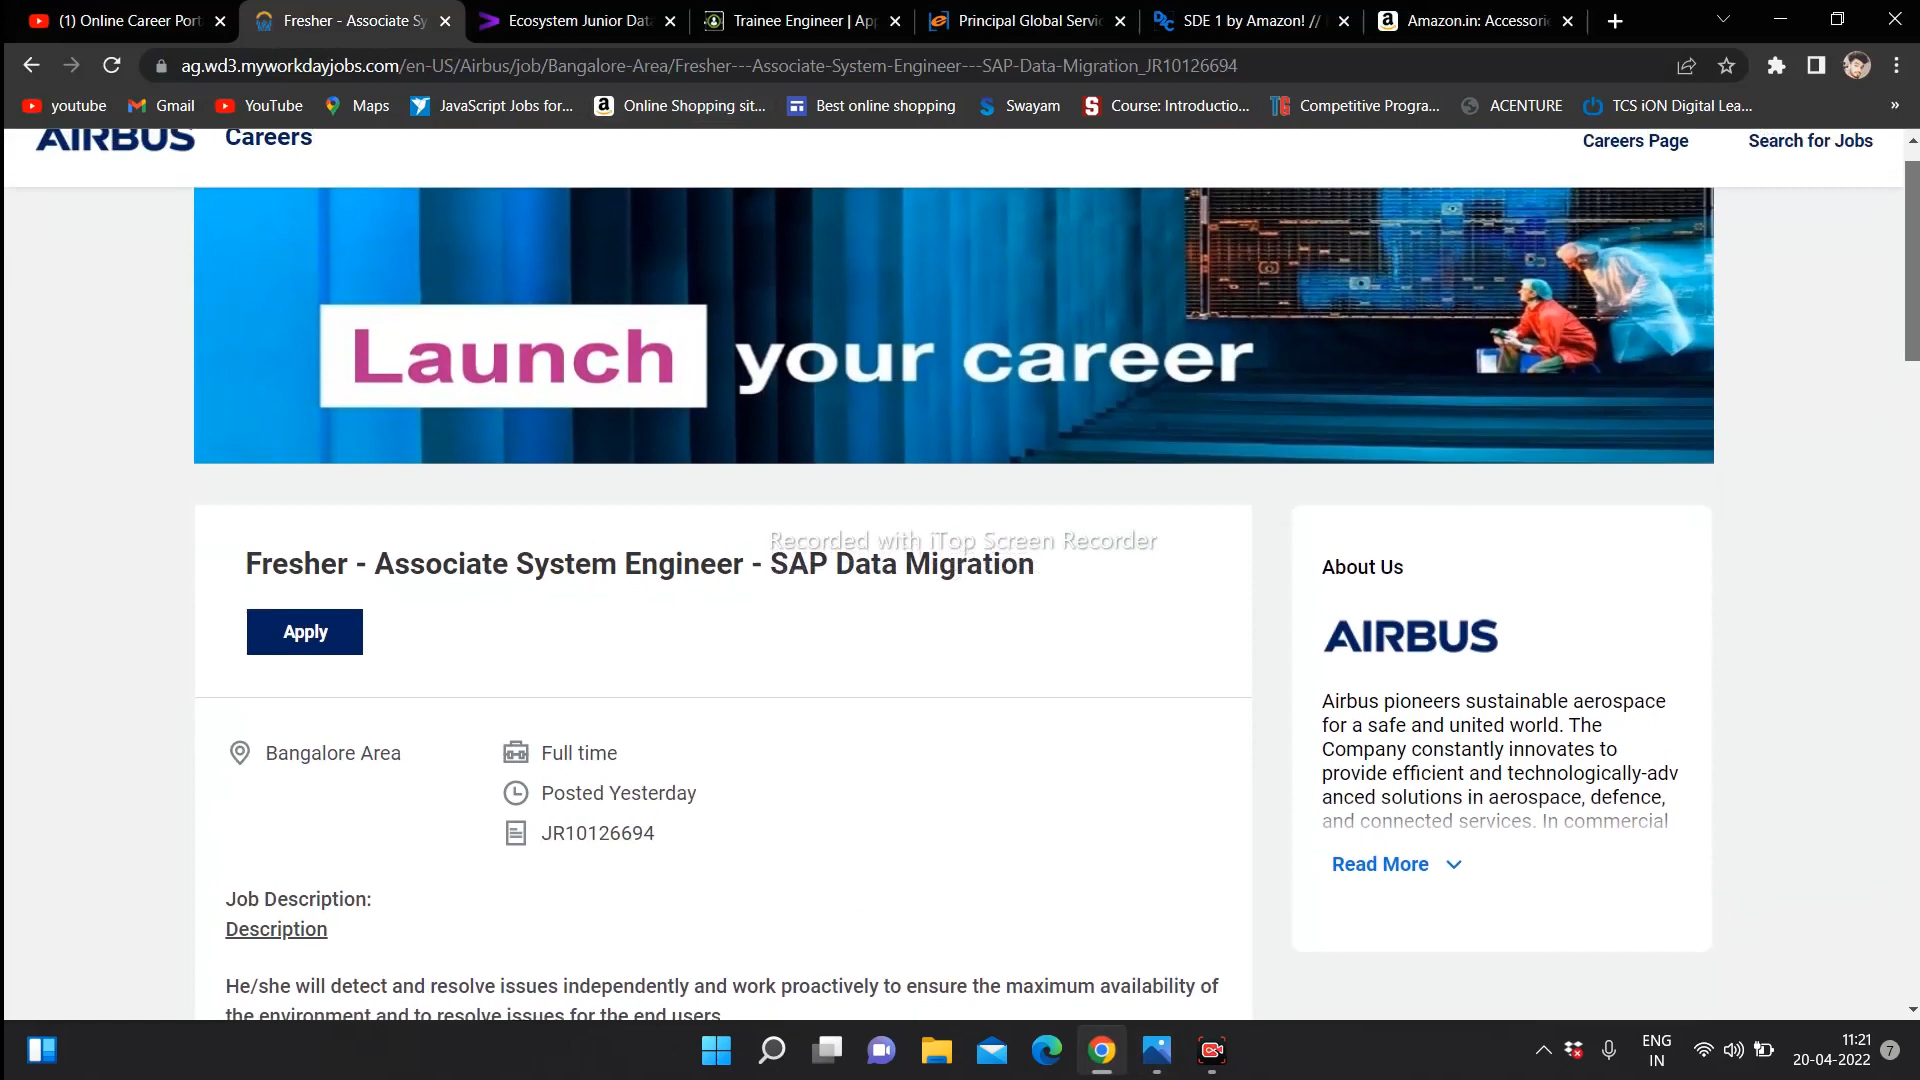 (1) Online Career Port
Fresher - Associate Sy
Ecosystem Junior Data
Trainee Engineer | App
Principal Global Servic
SDE 1 by Amazon! //
Amazon.in: Accessorie
ag.wd3.myworkdayjobs.com/en-US/Airbus/job/Bangalore-Area/Fresher---Associate-System-Engineer---SAP-Data-Migration_JR10126694
youtube
Gmail
YouTube
Maps
JavaScript Jobs for...
Online Shopping sit...
Best online shopping
Swayam
Course: Introductio...
Competitive Progra...
ACENTURE
TCS iON Digital Lea...
»
AIRBUS
Careers
Careers Page
Search for Jobs
Launch your career
Recorded with iTop Screen Recorder
Fresher - Associate System Engineer - SAP Data Migration
Apply
Bangalore Area
Full time
Posted Yesterday
JR10126694
Job Description:
Description
He/she will detect and resolve issues independently and work proactively to ensure the maximum availability of
the environment and to resolve issues for the end users.
About Us
AIRBUS
Airbus pioneers sustainable aerospace
for a safe and united world. The
Company constantly innovates to
provide efficient and technologically-adv
anced solutions in aerospace, defence,
and connected services. In commercial
Read More
ENG
IN
11:21
20-04-2022
7